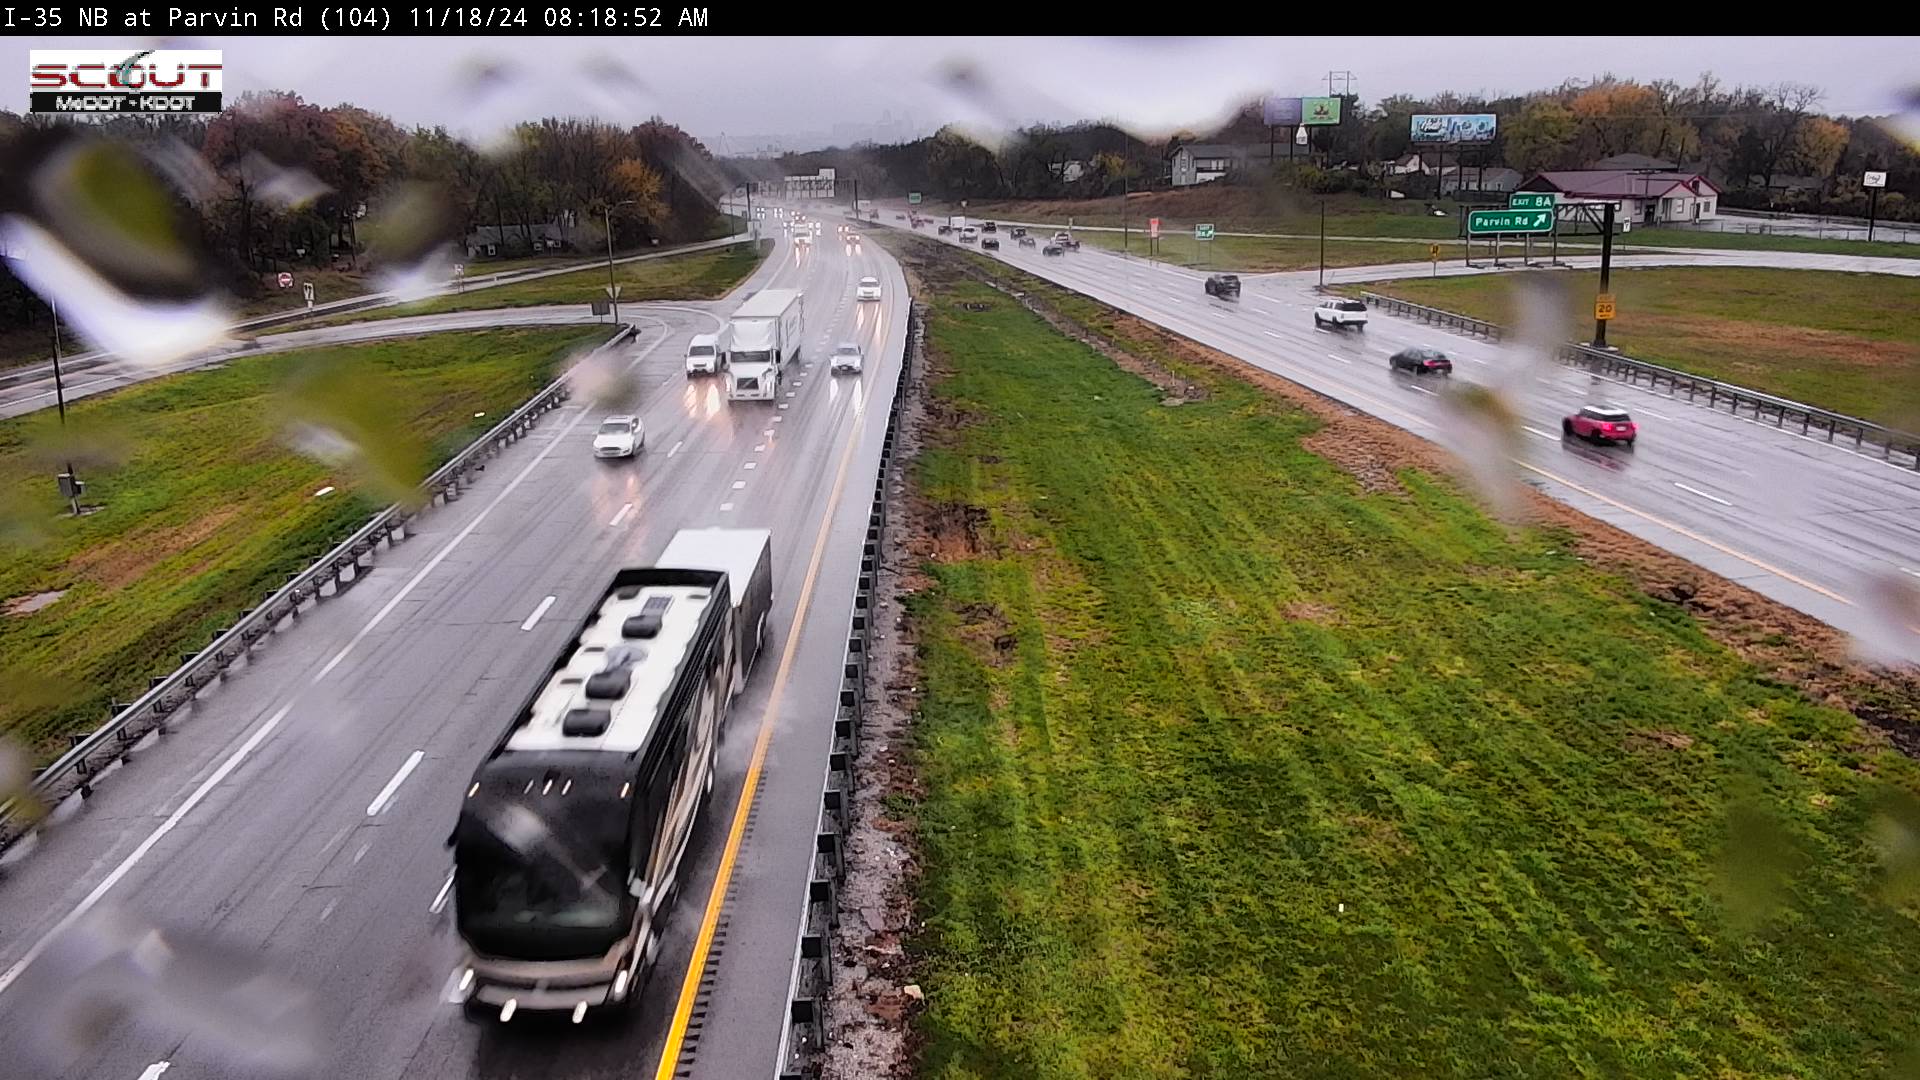 I-35 NB at Parvin Rd (104) 11/18/24 08:18:52 AM
SCOUT
MoDOT - KDOT
EXIT 8A
Parvin Rd
20